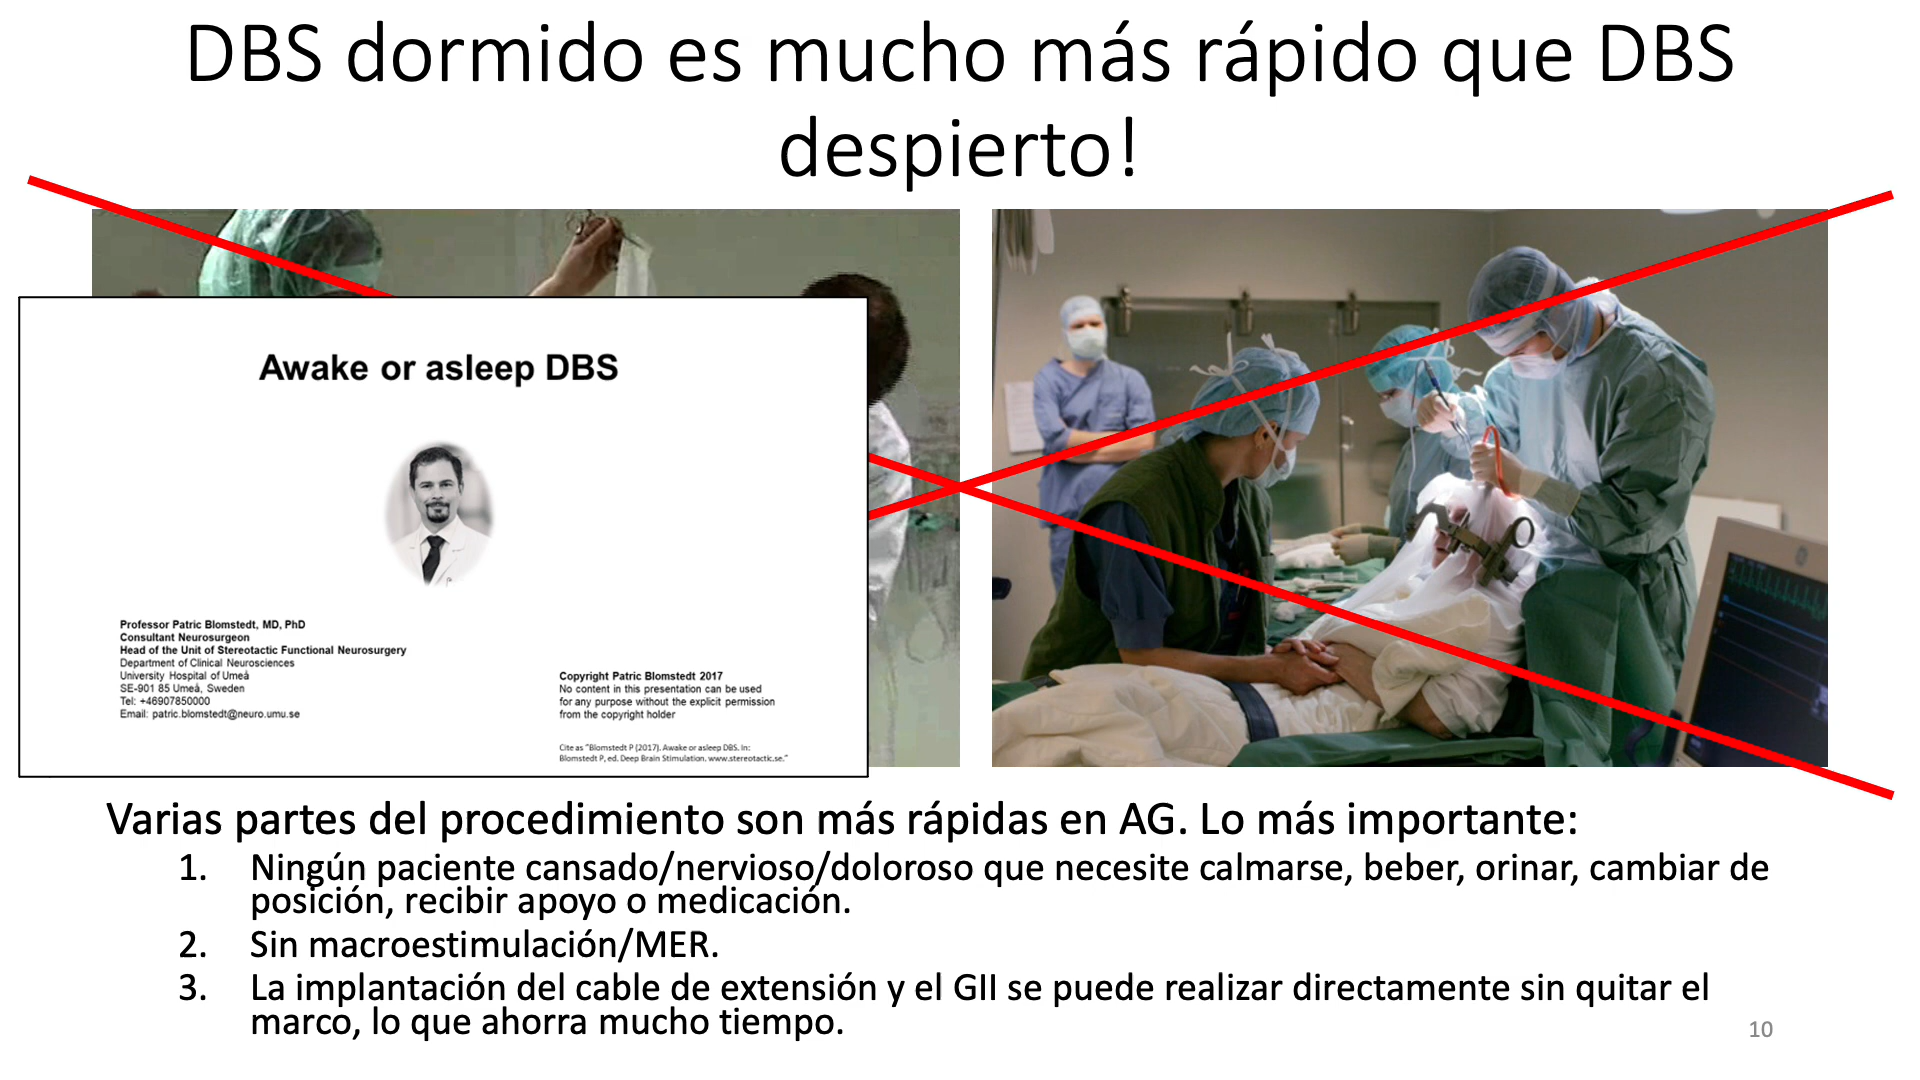 DBS dormido es mucho más rápido que DBS
despierto!
Awake or asleep DBS
Professor Patric Blomstedt, MD, PhD
Consultant Neurosurgeon
Head of the Unit of Stereotactic Functional Neurosurgery
Department of Clinical Neurosciences
University Hospital of Umeå
SE-901 85 Umeå, Sweden
Tel: +46907850000
Email: patric.blomstedt@neuro.umu.se
Copyright Patric Blomstedt 2017
No content in this presentation can be used
for any purpose without the explicit permission
from the copyright holder
Cite as "Blomstedt P (2017). Awake or asleep DBS. In:
Blomstedt P, ed. Deep Brain Stimulation. www.stereotactic.se."
Varias partes del procedimiento son más rápidas en AG. Lo más importante:
1. Ningún paciente cansado/nervioso/doloroso que necesite calmarse, beber, orinar, cambiar de
posición, recibir apoyo o medicación.
2. Sin macroestimulación/MER.
3. La implantación del cable de extensión y el GII se puede realizar directamente sin quitar el
marco, lo que ahorra mucho tiempo.
10